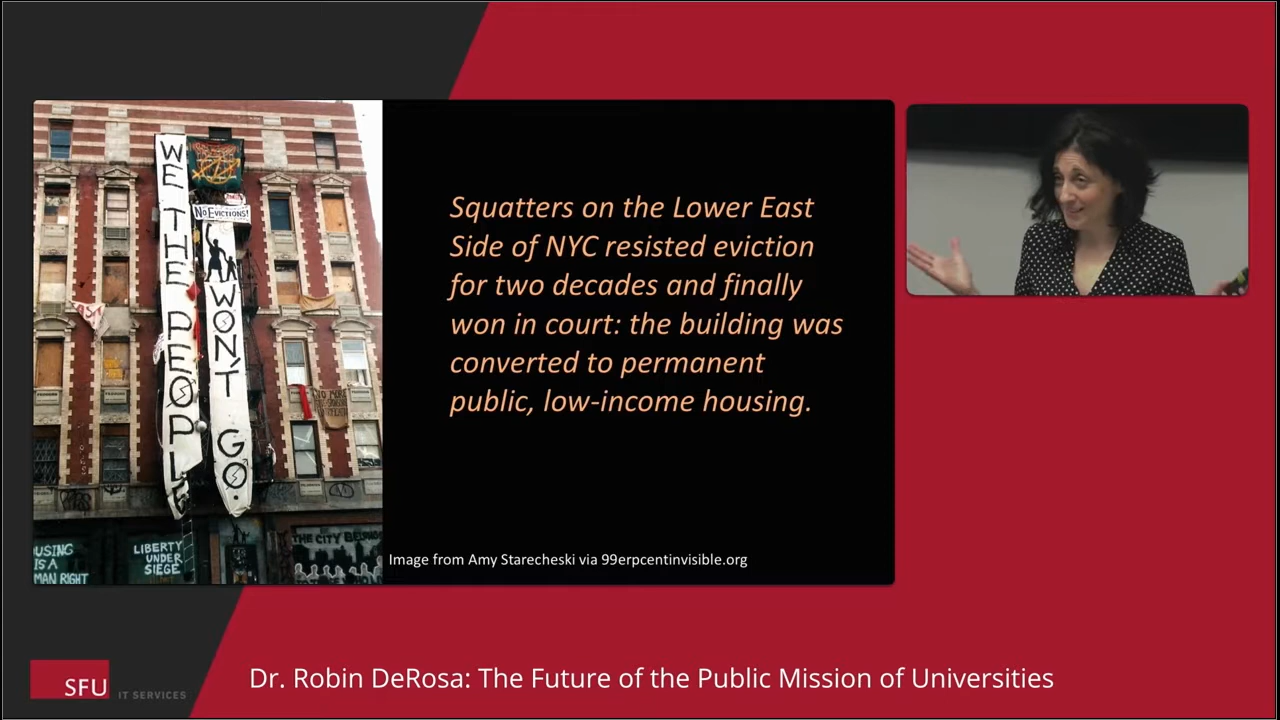 WE THE PEOPLE
NO EVICTIONS!
WON'T GO.
USING
IS A
MAN RIGHT
LIBERTY
UNDER
SIEGE
THE CITY
Squatters on the Lower East
Side of NYC resisted eviction
for two decades and finally
won in court: the building was
converted to permanent
public, low-income housing.
Image from Amy Starecheski via 99erpcentinvisible.org
SFU IT SERVICES
Dr. Robin DeRosa: The Future of the Public Mission of Universities